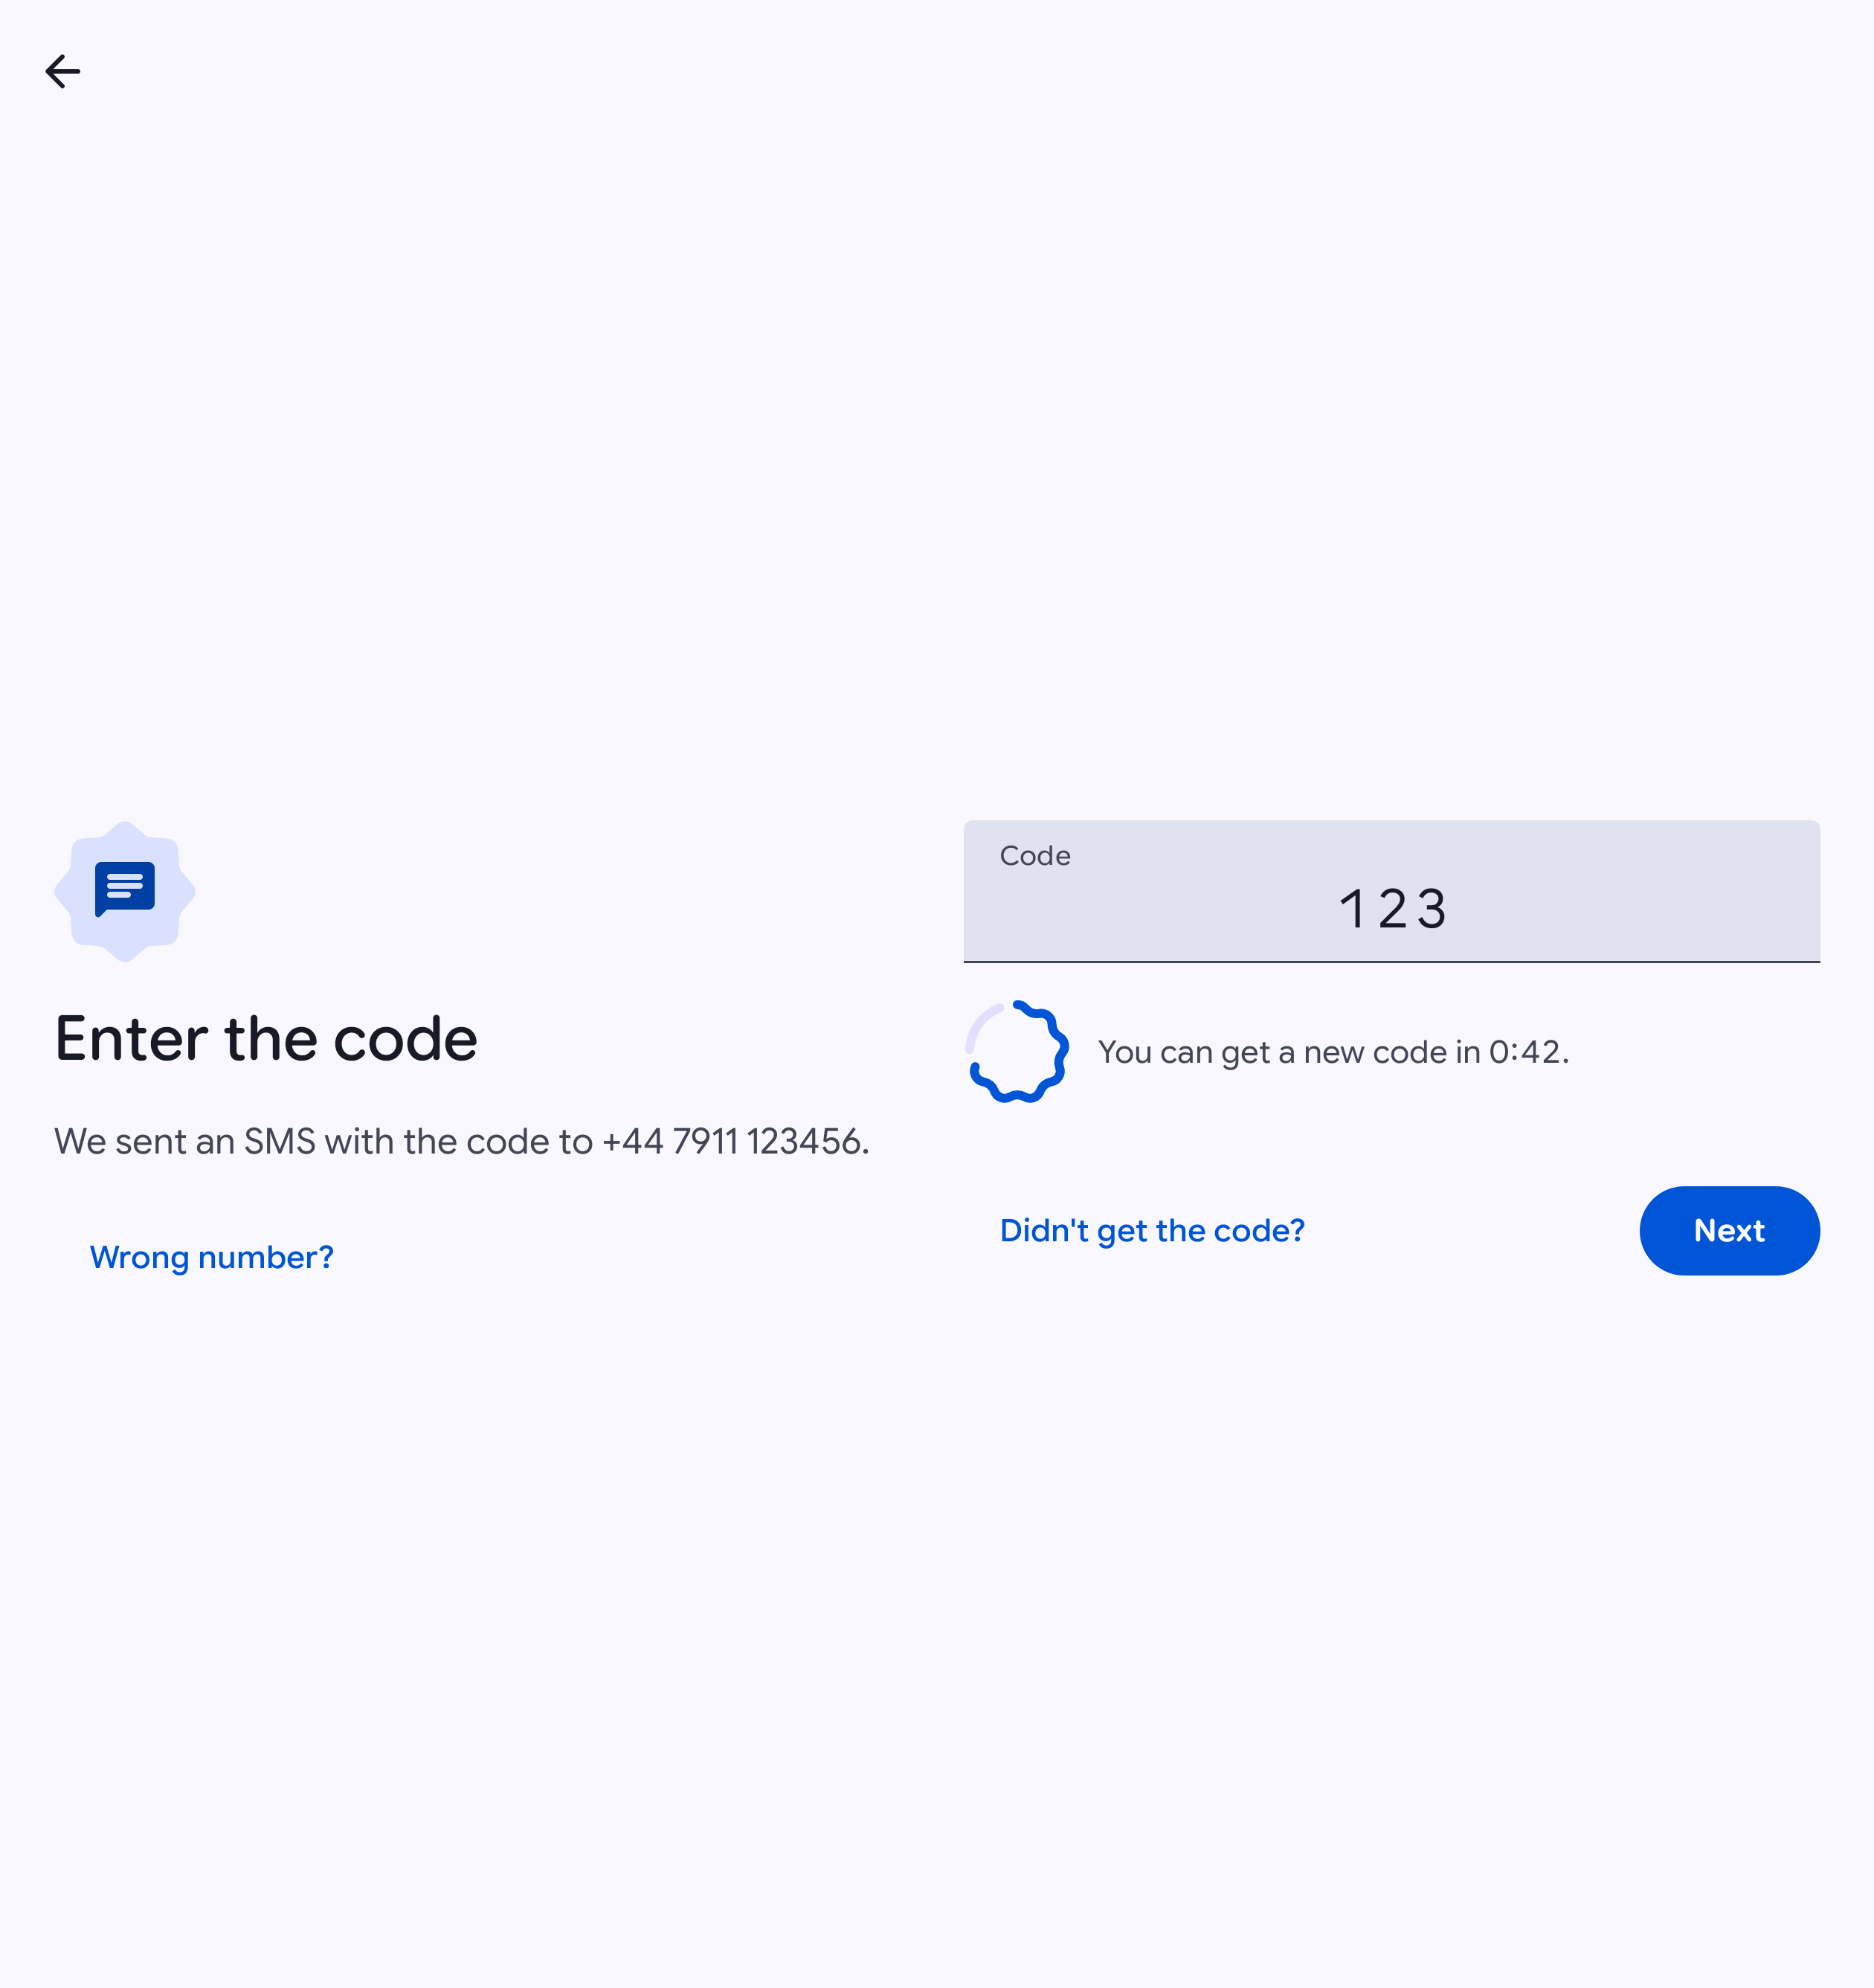 Enter the code
We sent an SMS with the code to +44 7911 123456.
Wrong number?
Code
123
You can get a new code in 0:42.
Didn't get the code?
Next